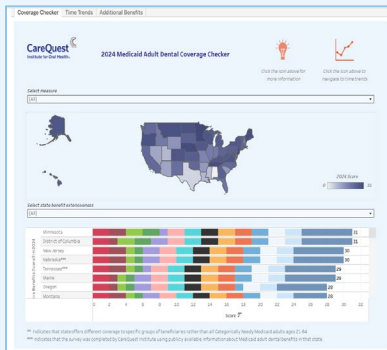 Coverage Checker
Time Trends
Additional Benefits
CareQuest
Institute for Oral Health.
2024 Medicaid Adult Dental Coverage Checker
Click the icon above for
more information
Click the icon above to
navigate to time trends
Select measure
(All)
2024 Score
0
31
Select state benefit extensiveness
(All)
Minnesota
31
District of Columbia
31
New Jersey
30
Nebraska***
30
Tennessee***
29
Maine
29
Oregon
28
Montana
28
0 2 4 6 8 10 12 14 16 18 20 22 24 26 28 30 32
Score
** Indicates that state offers different coverage to specific groups of beneficiaries rather than all Categorically Needy Medicaid adults ages 21-64.
*** Indicates that the survey was completed by CareQuest Institute using publicly available information about Medicaid adult dental benefits in that state.